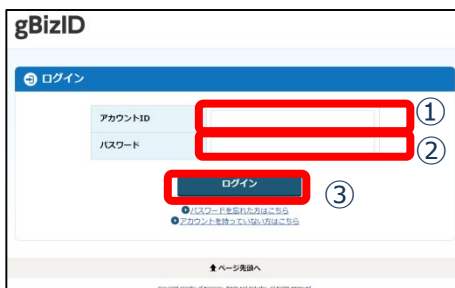 gBizID
ログイン
アカウントID ①
パスワード ②
ログイン ③
パスワードを忘れた方はこちら
アカウントを持っていない方はこちら
ページ先頭へ